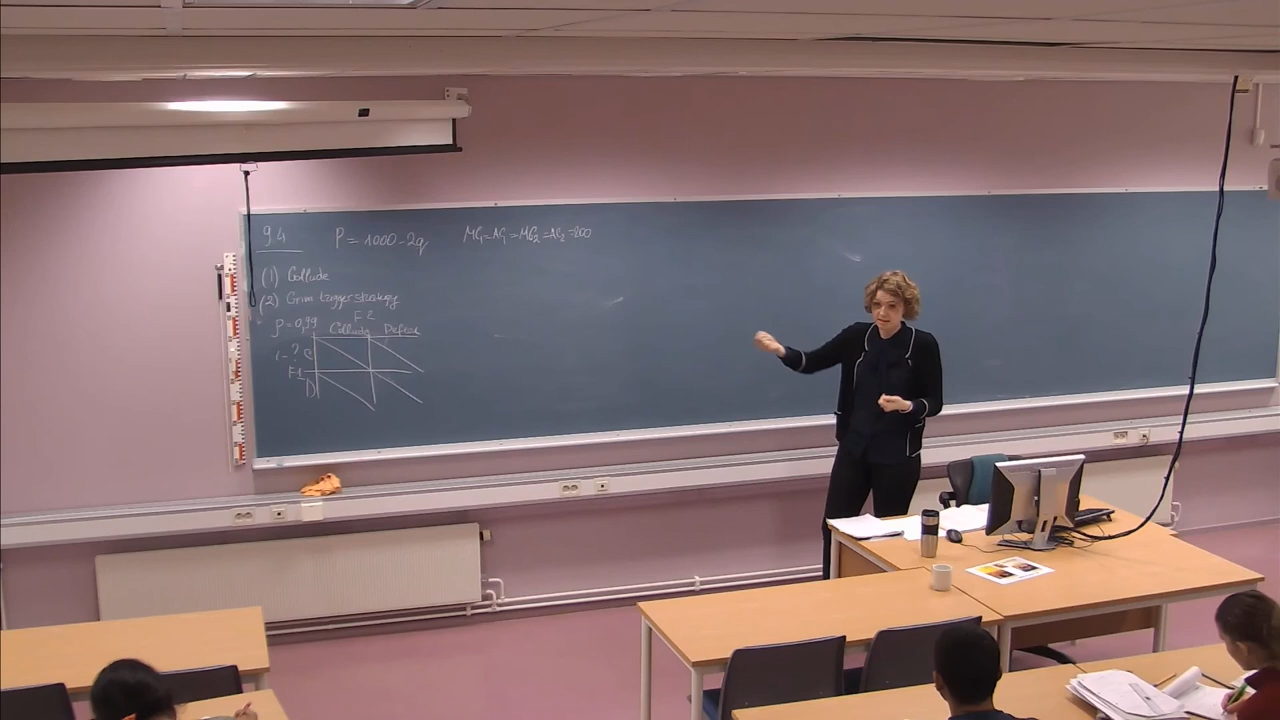 9.4
P = 1000 - 2q
MC₁=AC₁=MC₂=AC₂=200
(1) Collude
(2) Grim trigger strategy
p = 0,99
F2
Collude Defect
i - ? C
F1
D